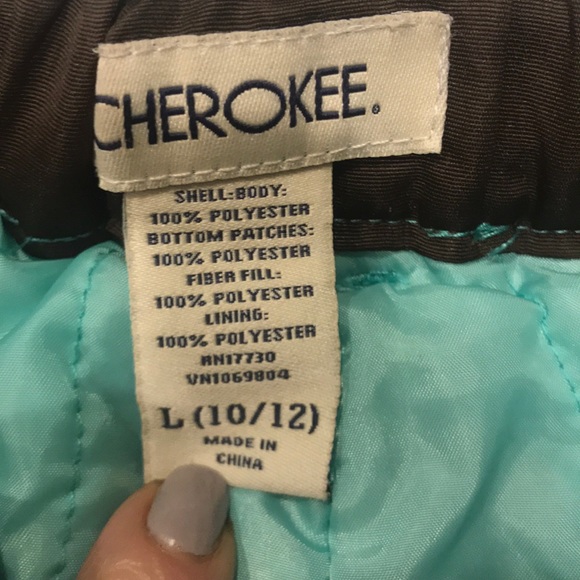 CHEROKEE.
SHELL-BODY:
100% POLYESTER
BOTTOM PATCHES:
100% POLYESTER
FIBER FILL:
100% POLYESTER
LINING:
100% POLYESTER
RN17730
VN1069804
L (10/12)
MADE IN
CHINA